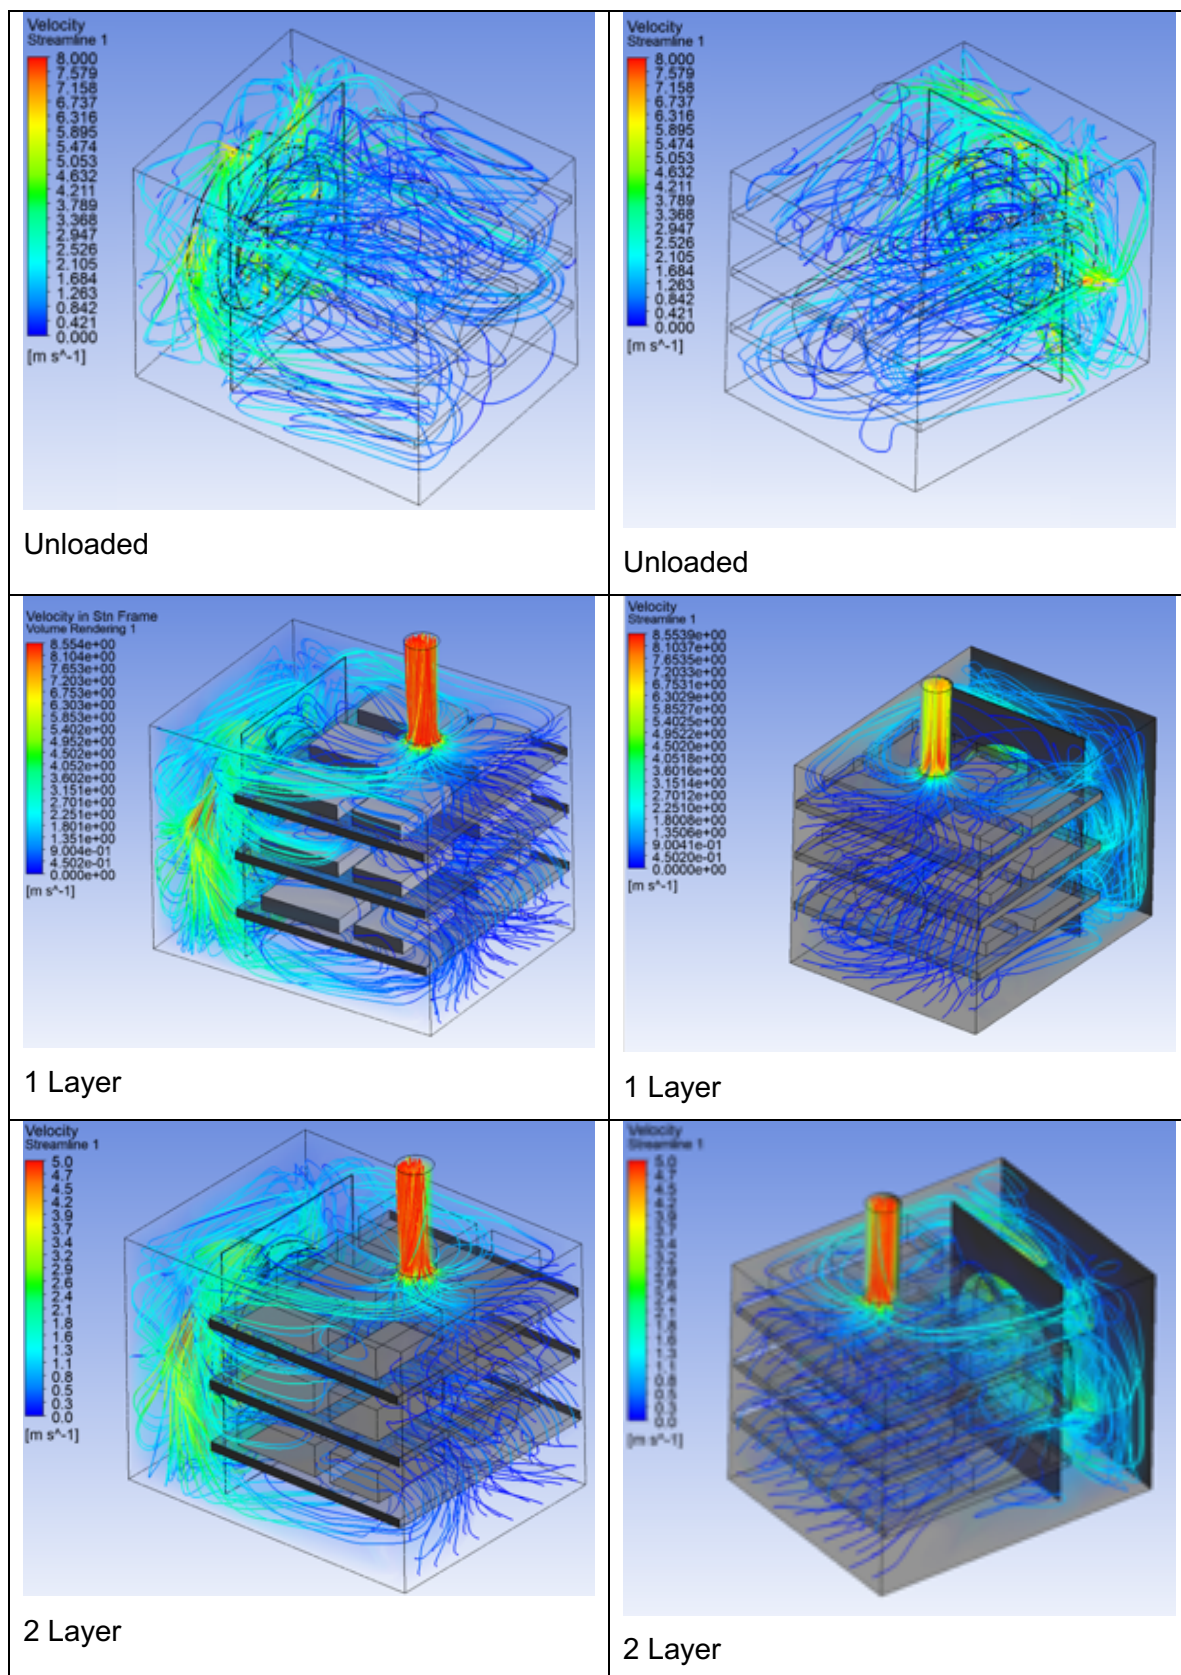 Velocity
Streamline 1
8.000
7.579
7.158
6.737
6.316
5.895
5.474
5.053
4.632
4.211
3.789
3.368
2.947
2.526
2.105
1.684
1.263
0.842
0.421
0.000
[m s^-1]
Unloaded
Velocity
Streamline 1
8.000
7.579
7.158
6.737
6.316
5.895
5.474
5.053
4.632
4.211
3.789
3.368
2.947
2.526
2.105
1.684
1.263
0.842
0.421
0.000
[m s^-1]
Unloaded
Velocity in Stn Frame
Volume Rendering 1
8.554e+00
8.104e+00
7.653e+00
7.203e+00
6.753e+00
6.303e+00
5.853e+00
5.402e+00
4.952e+00
4.502e+00
4.052e+00
3.602e+00
3.151e+00
2.701e+00
2.251e+00
1.801e+00
1.351e+00
9.004e-01
4.502e-01
0.000e+00
[m s^-1]
1 Layer
Velocity
Streamline 1
8.5539e+00
8.1037e+00
7.6535e+00
7.2033e+00
6.7531e+00
6.3029e+00
5.8527e+00
5.4025e+00
4.9522e+00
4.5020e+00
4.0518e+00
3.6016e+00
3.1514e+00
2.7012e+00
2.2510e+00
1.8008e+00
1.3506e+00
9.0041e-01
4.5020e-01
0.0000e+00
[m s^-1]
1 Layer
Velocity
Streamline 1
5.0
4.7
4.5
4.2
3.9
3.7
3.4
3.2
2.9
2.6
2.4
2.1
1.8
1.6
1.3
1.1
0.8
0.5
0.3
0.0
[m s^-1]
2 Layer
Velocity
Streamline 1
5.0
[m s^-1]
2 Layer